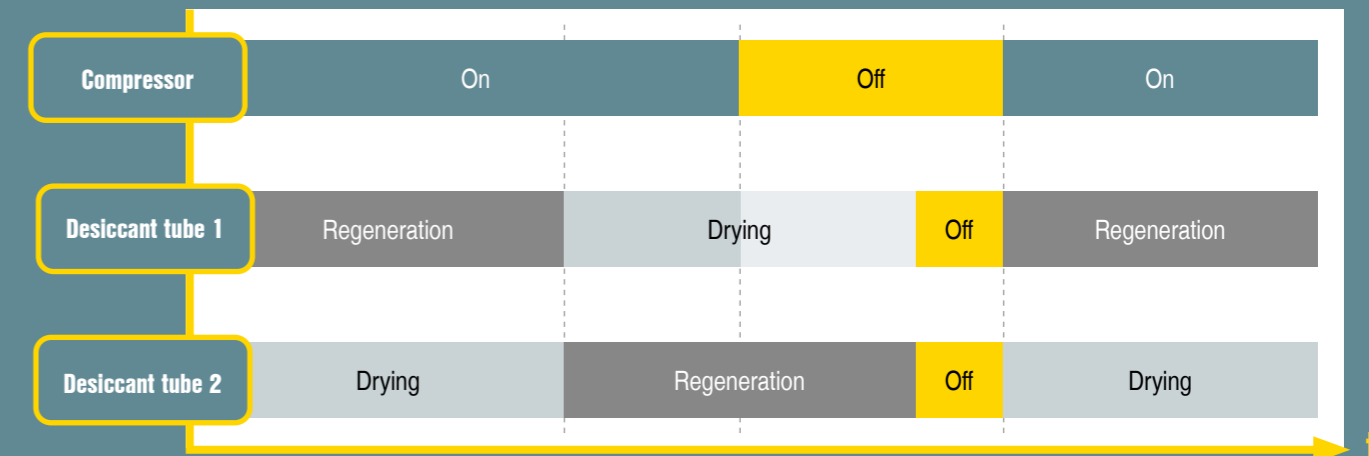 Compressor
On
Off
On
Desiccant tube 1
Regeneration
Drying
Off
Regeneration
Desiccant tube 2
Drying
Regeneration
Off
Drying